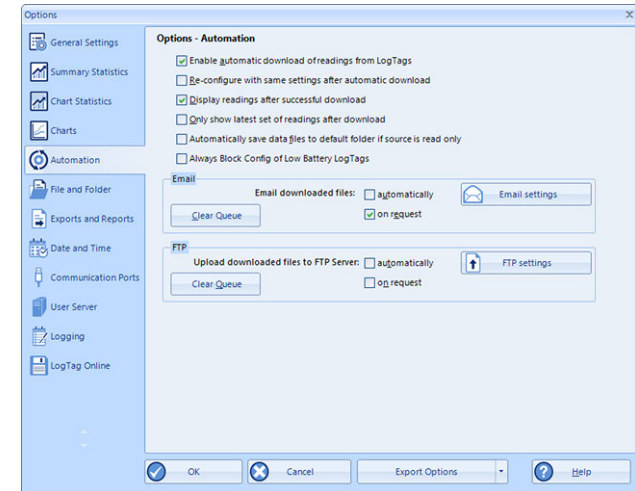 Options
General Settings
Summary Statistics
Chart Statistics
Charts
Automation
File and Folder
Exports and Reports
Date and Time
Communication Ports
User Server
Logging
LogTag Online
Options - Automation
Enable automatic download of readings from LogTags
Re-configure with same settings after automatic download
Display readings after successful download
Only show latest set of readings after download
Automatically save data files to default folder if source is read only
Always Block Config of Low Battery LogTags
Email
Email downloaded files: automatically Email settings
Clear Queue on request
FTP
Upload downloaded files to FTP Server: automatically FTP settings
Clear Queue on request
OK Cancel Export Options Help